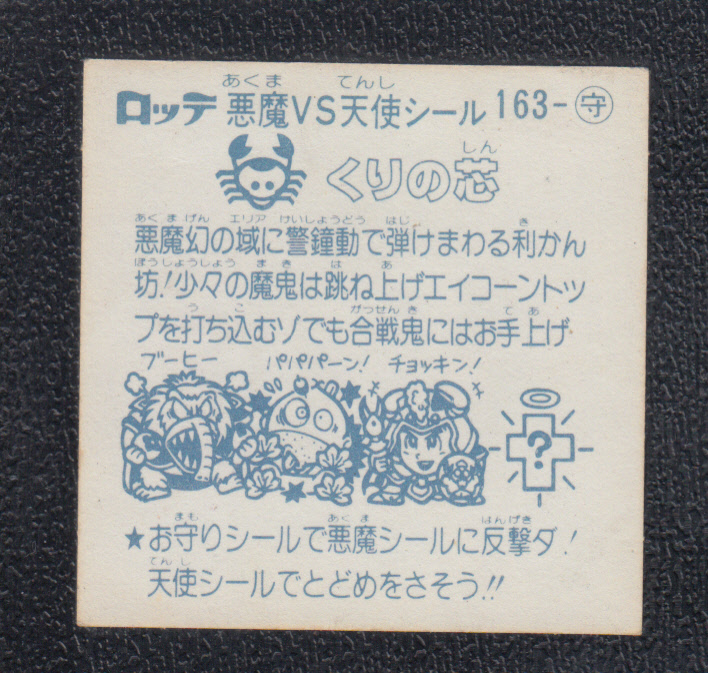 あくま てんし
ロッテ 悪魔VS天使シール 163-守
しん
くりの芯
あくまげん エリア けいしょうどう はじ き
悪魔幻の域に警鐘動で弾けまわる利かん
ぼうしょうしょう まき は あ
坊!少々の魔鬼は跳ね上げエイコーントッ
う こ がっせんき てあ
プを打ち込むゾでも合戦鬼にはお手上げ
ブーヒー パパパーン! チョッキン!
?
まも あくま はんげき
★お守りシールで悪魔シールに反撃ダ!
てんし
天使シールでとどめをさそう!!